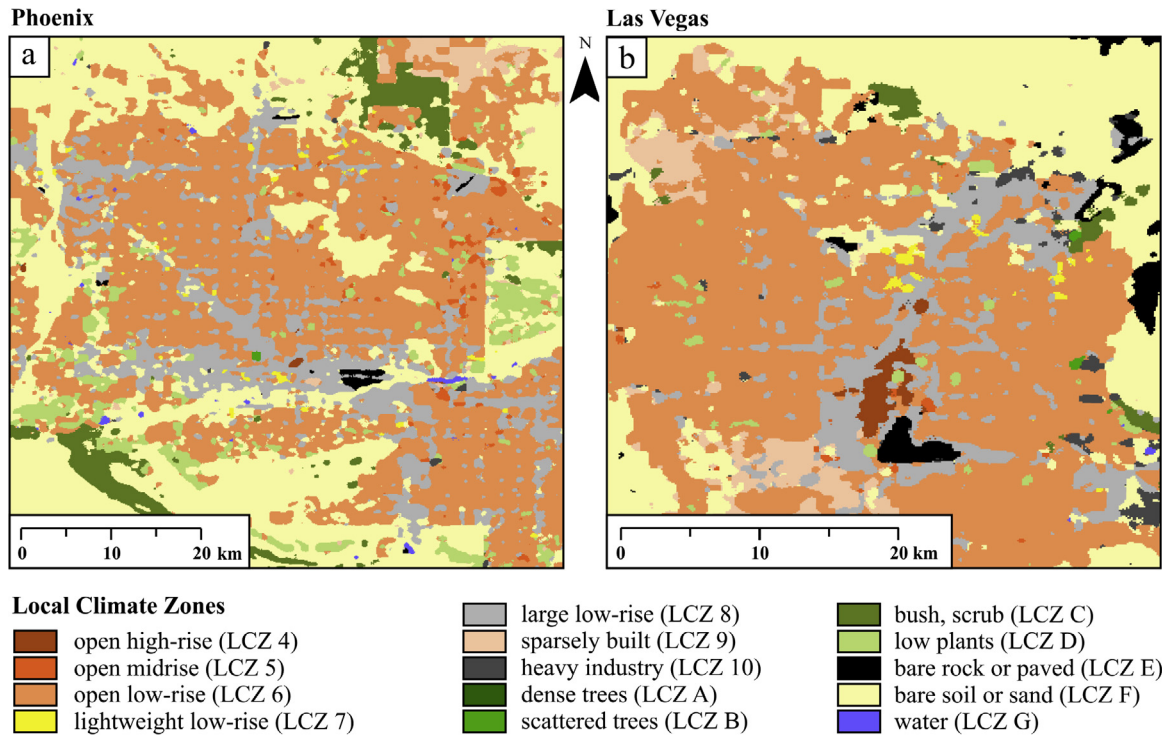 Phoenix
Las Vegas
a
N
b
0 10 20 km
0 10 20 km
Local Climate Zones
open high-rise (LCZ 4)
open midrise (LCZ 5)
open low-rise (LCZ 6)
lightweight low-rise (LCZ 7)
large low-rise (LCZ 8)
sparsely built (LCZ 9)
heavy industry (LCZ 10)
dense trees (LCZ A)
scattered trees (LCZ B)
bush, scrub (LCZ C)
low plants (LCZ D)
bare rock or paved (LCZ E)
bare soil or sand (LCZ F)
water (LCZ G)